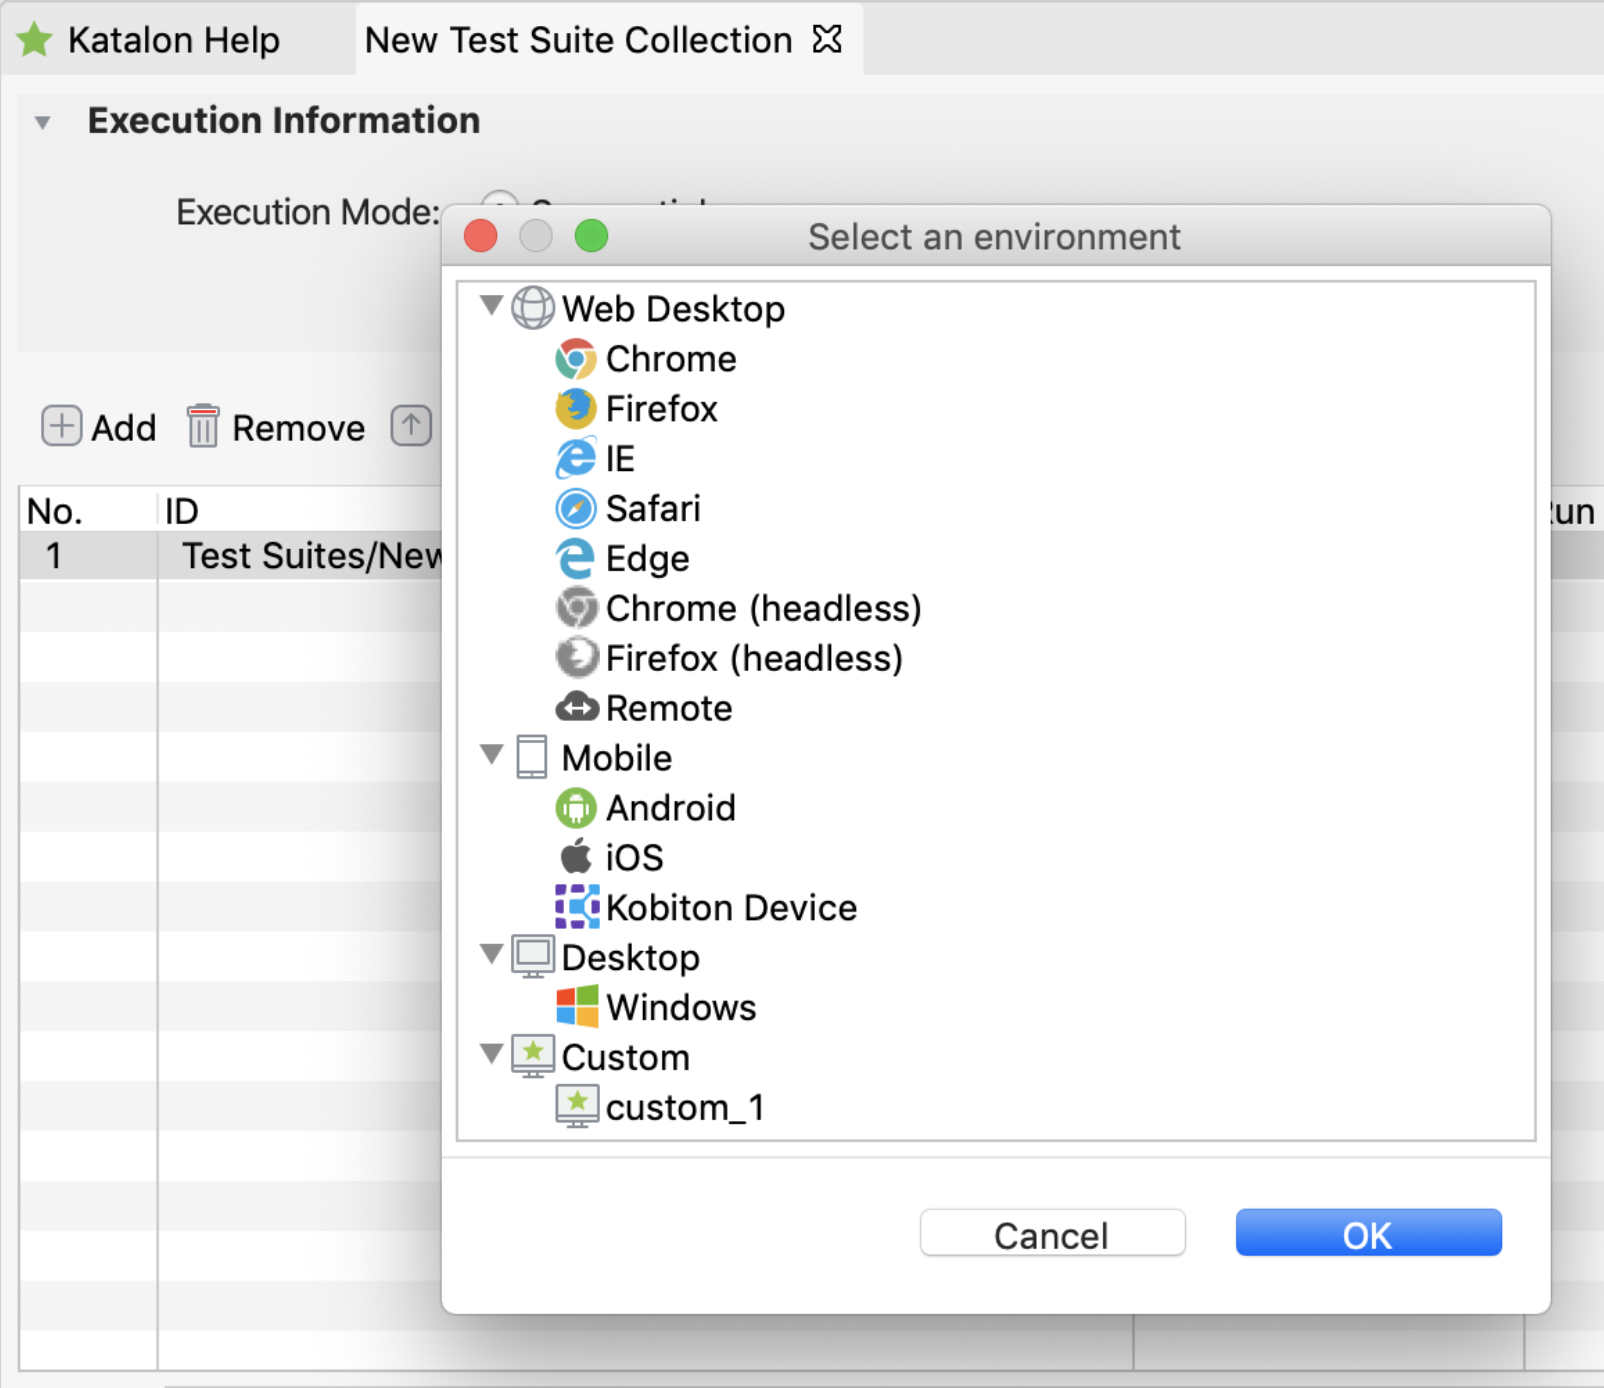 Katalon Help
New Test Suite Collection
Execution Information
Execution Mode:
Select an environment
Web Desktop
Chrome
Firefox
IE
Safari
Edge
Chrome (headless)
Firefox (headless)
Remote
Mobile
Android
iOS
Kobiton Device
Desktop
Windows
Custom
custom_1
Cancel
OK
Add
Remove
No.
ID
1
Test Suites/New